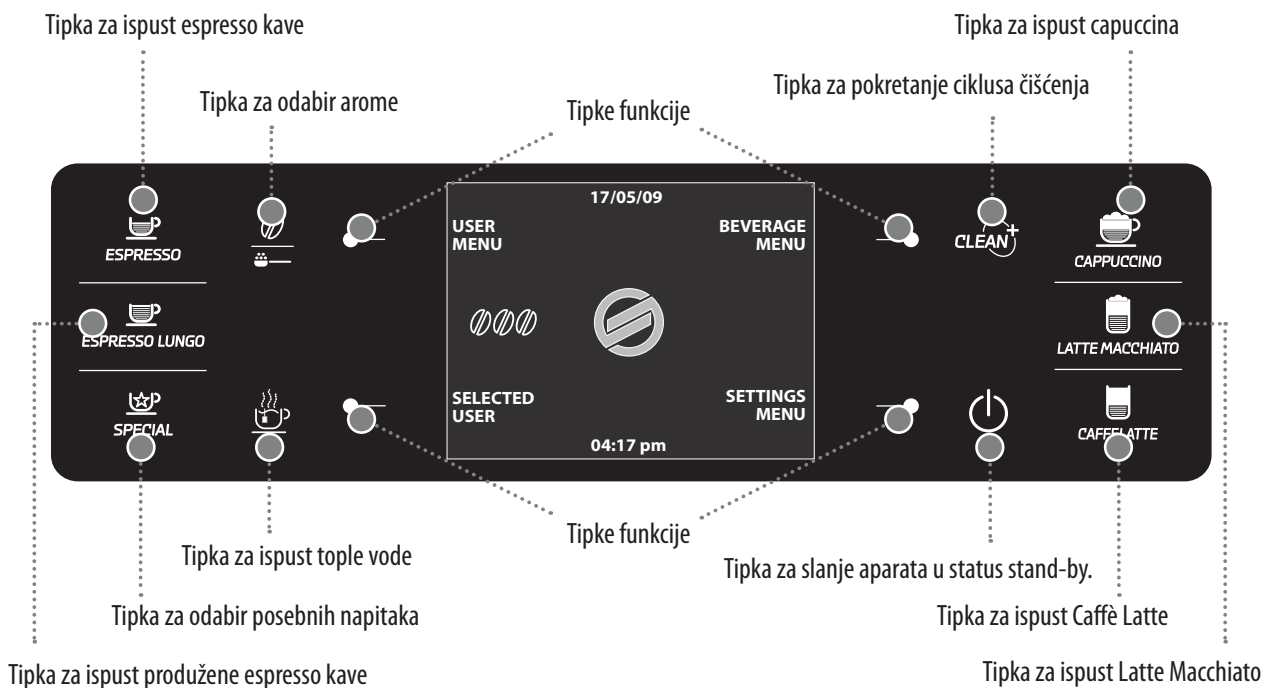 Tipka za ispust espresso kave
Tipka za ispust capuccina
Tipka za odabir arome
Tipke funkcije
Tipka za pokretanje ciklusa čišćenja
17/05/09
USER
MENU
BEVERAGE
MENU
ESPRESSO
CLEAN+
CAPPUCCINO
ESPRESSO LUNGO
LATTE MACCHIATO
SPECIAL
SELECTED
USER
SETTINGS
MENU
CAFFELATTE
04:17 pm
Tipke funkcije
Tipka za ispust tople vode
Tipka za slanje aparata u status stand-by.
Tipka za odabir posebnih napitaka
Tipka za ispust Caffè Latte
Tipka za ispust produžene espresso kave
Tipka za ispust Latte Macchiato